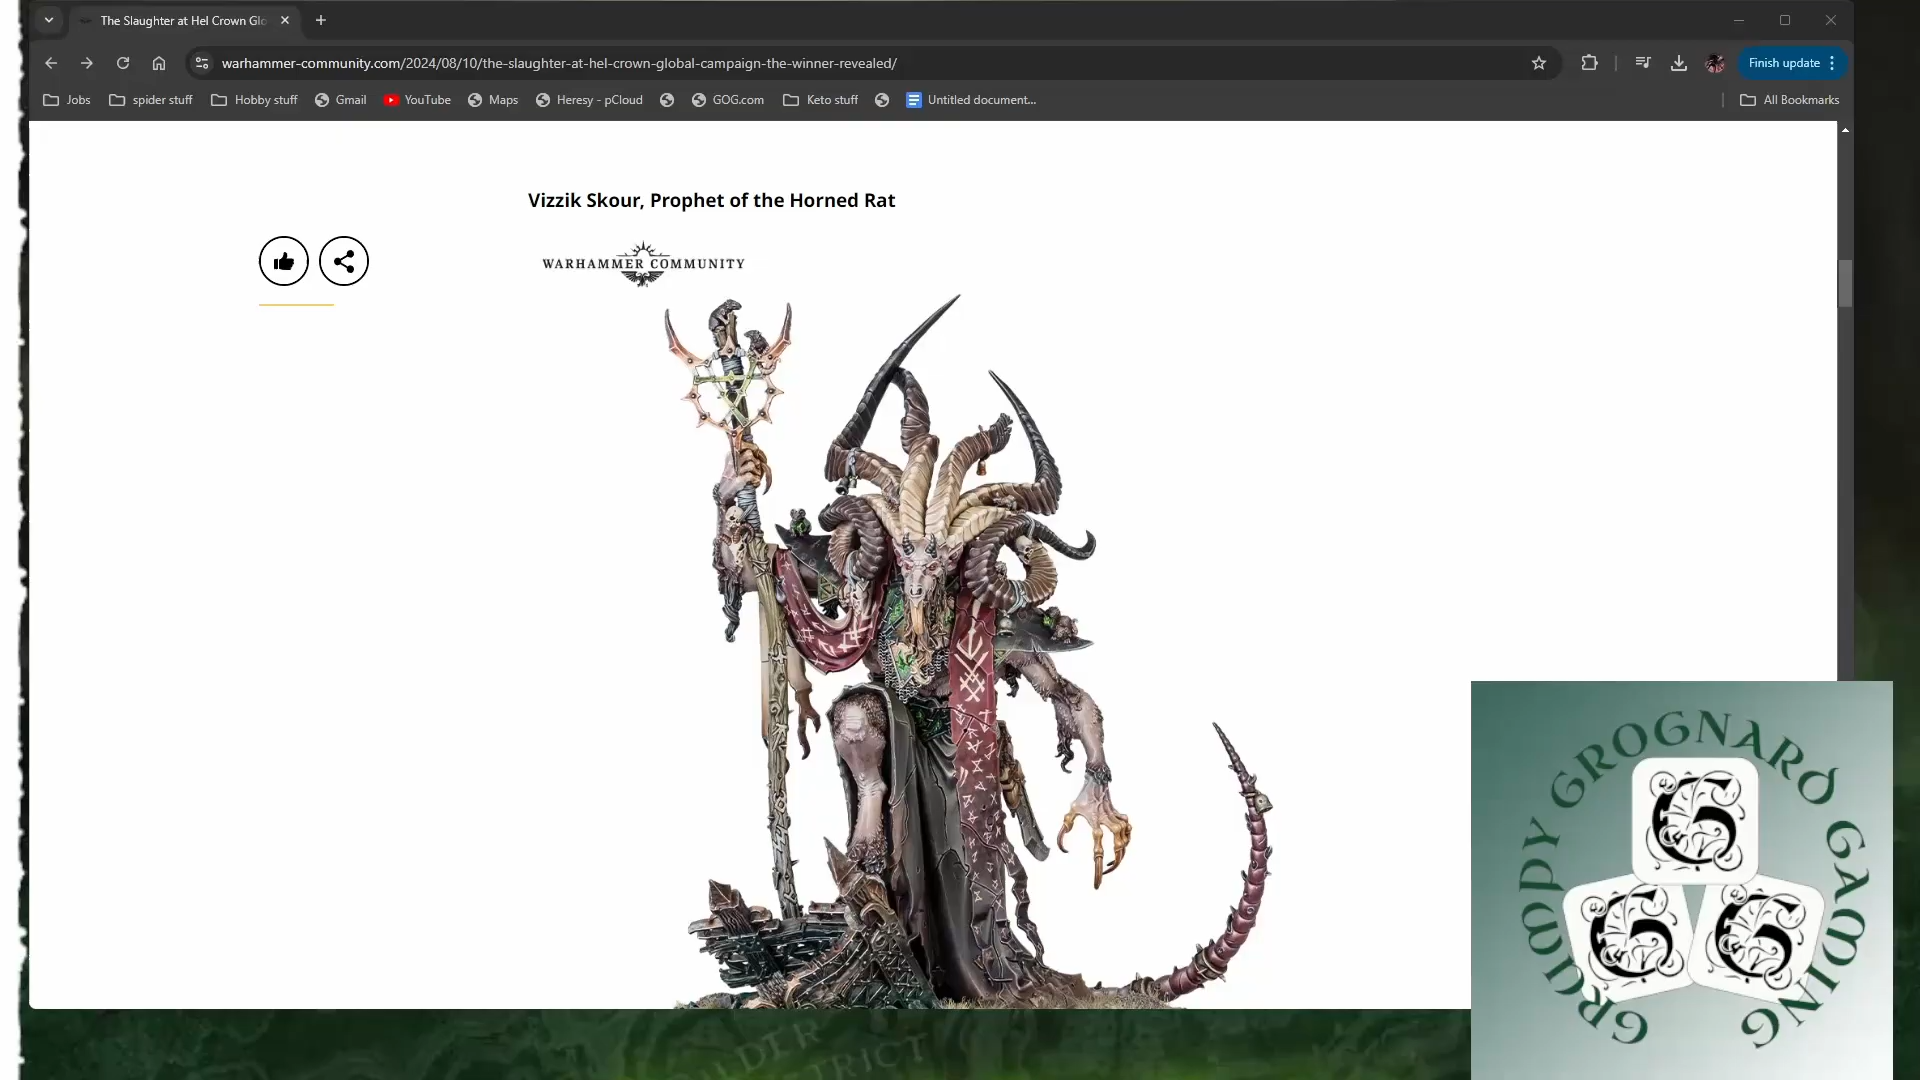 The Slaughter at Hel Crown Glo
warhammer-community.com/2024/08/10/the-slaughter-at-hel-crown-global-campaign-the-winner-revealed/
Finish update
Jobs
spider stuff
Hobby stuff
Gmail
YouTube
Maps
Heresy - pCloud
GOG.com
Keto stuff
Untitled document...
All Bookmarks
Vizzik Skour, Prophet of the Horned Rat
WARHAMMER COMMUNITY
GRUMPY GROGNARD GAMING
G
G G